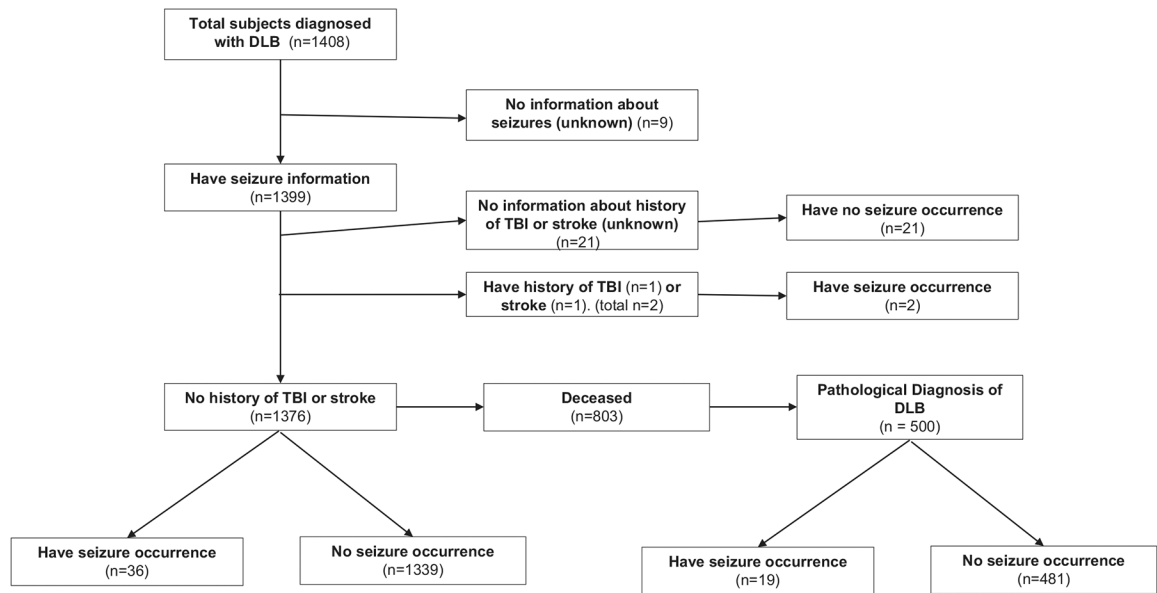 Total subjects diagnosed
with DLB (n=1408)
No information about
seizures (unknown) (n=9)
Have seizure information
(n=1399)
No information about history
of TBI or stroke (unknown)
(n=21)
Have no seizure occurrence
(n=21)
Have history of TBI (n=1) or
stroke (n=1). (total n=2)
Have seizure occurrence
(n=2)
No history of TBI or stroke
(n=1376)
Deceased
(n=803)
Pathological Diagnosis of
DLB
(n = 500)
Have seizure occurrence
(n=36)
No seizure occurrence
(n=1339)
Have seizure occurrence
(n=19)
No seizure occurrence
(n=481)